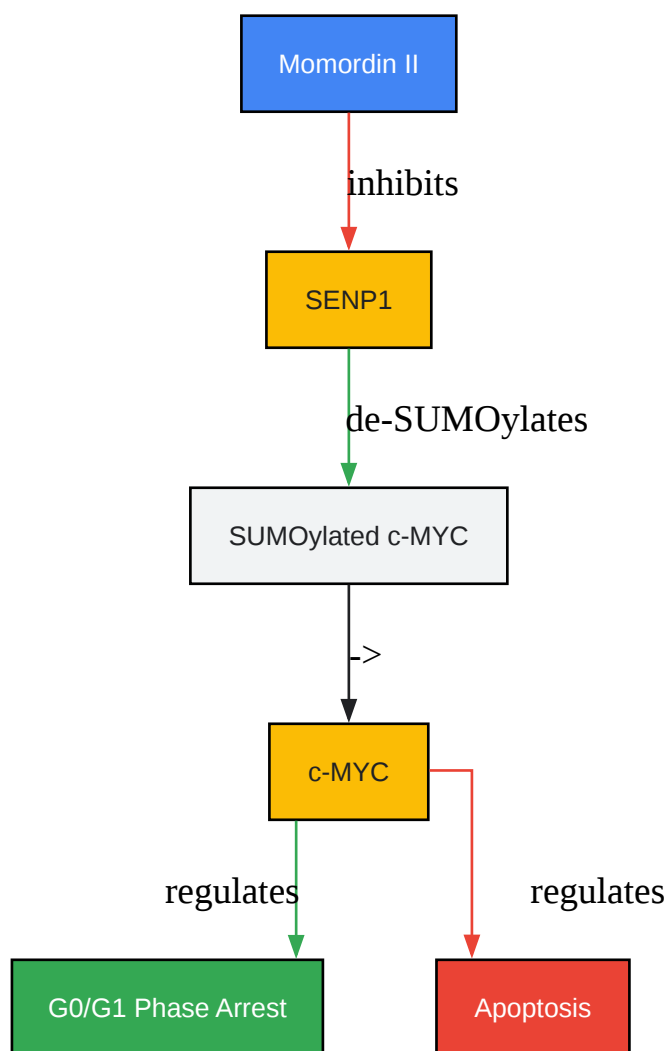 Momordin II
inhibits
SENP1
de-SUMOylates
SUMOylated c-MYC
->
c-MYC
regulates
regulates
G0/G1 Phase Arrest
Apoptosis